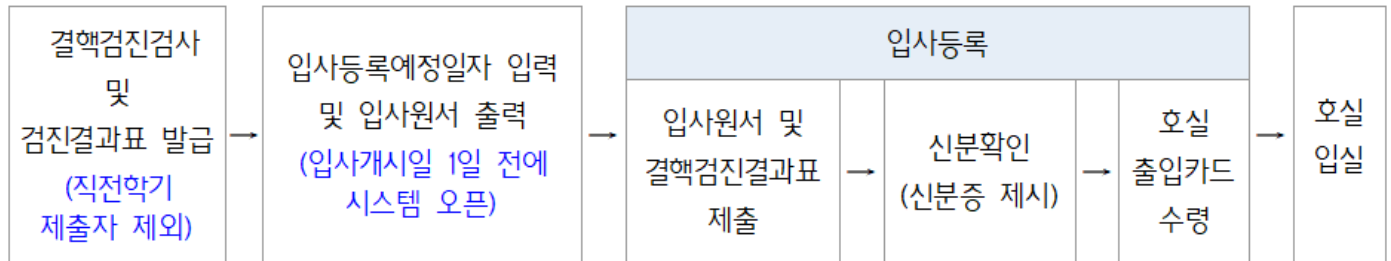 결핵검진검사
및
검진결과표 발급
(직전학기
제출자 제외)
→
입사등록예정일자 입력
및 입사원서 출력
(입사개시일 1일 전에
시스템 오픈)
→
입사등록
입사원서 및
결핵검진결과표
제출
→
신분확인
(신분증 제시)
→
호실
출입카드
수령
→
호실
입실